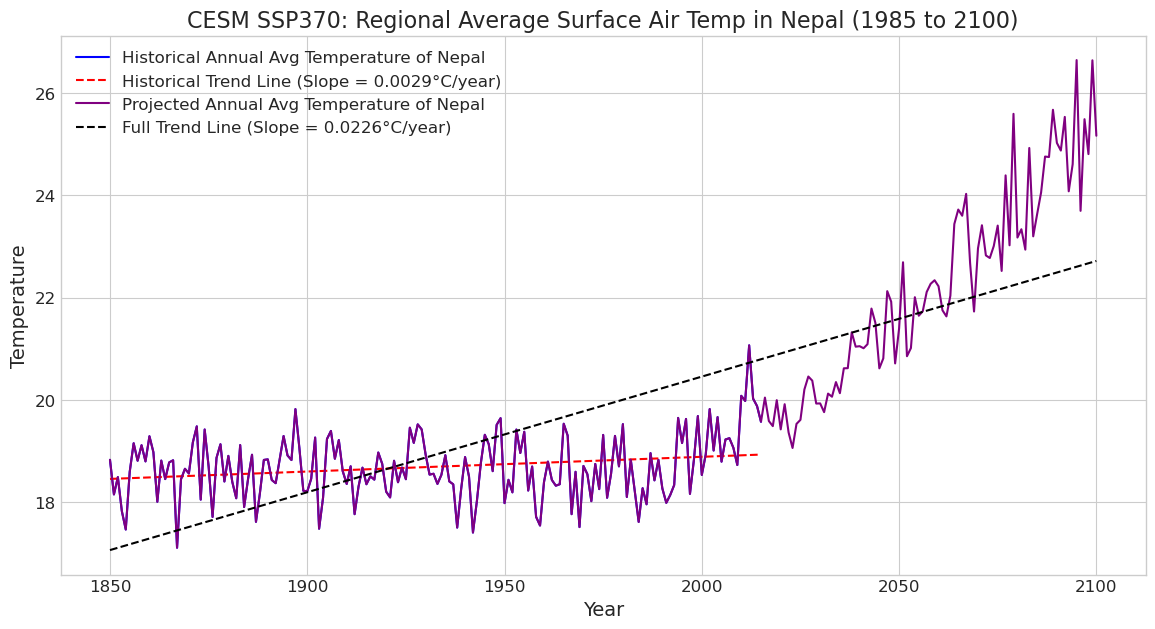 CESM SSP370: Regional Average Surface Air Temp in Nepal (1985 to 2100)
Historical Annual Avg Temperature of Nepal
Historical Trend Line (Slope = 0.0029°C/year)
Projected Annual Avg Temperature of Nepal
Full Trend Line (Slope = 0.0226°C/year)
Temperature
26
24
22
20
18
1850 1900 1950 2000 2050 2100
Year